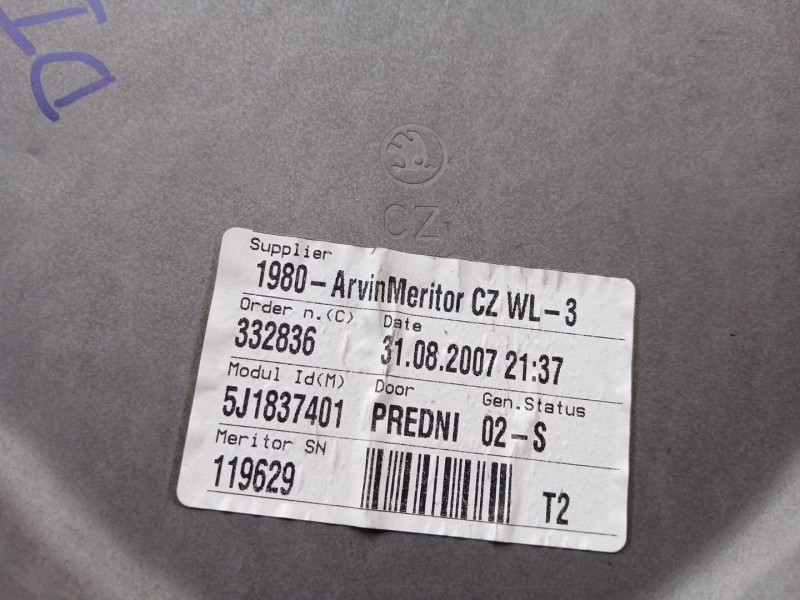 DI
CZ
Supplier
1980-ArvinMeritor CZ WL-3
Order n.(C) Date
332836 31.08.2007 21:37
Modul Id(M) Door Gen.Status
5J1837401 PREDNI 02-S
Meritor SN
119629 T2